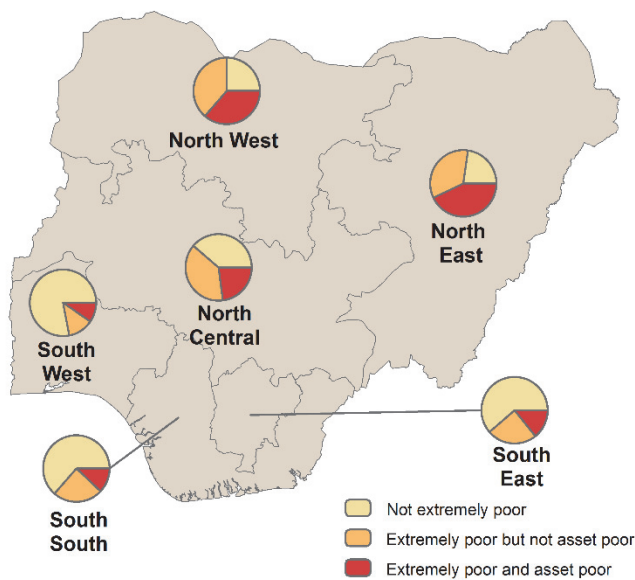 North West
North
East
North
Central
South
West
South
East
South
South
Not extremely poor
Extremely poor but not asset poor
Extremely poor and asset poor